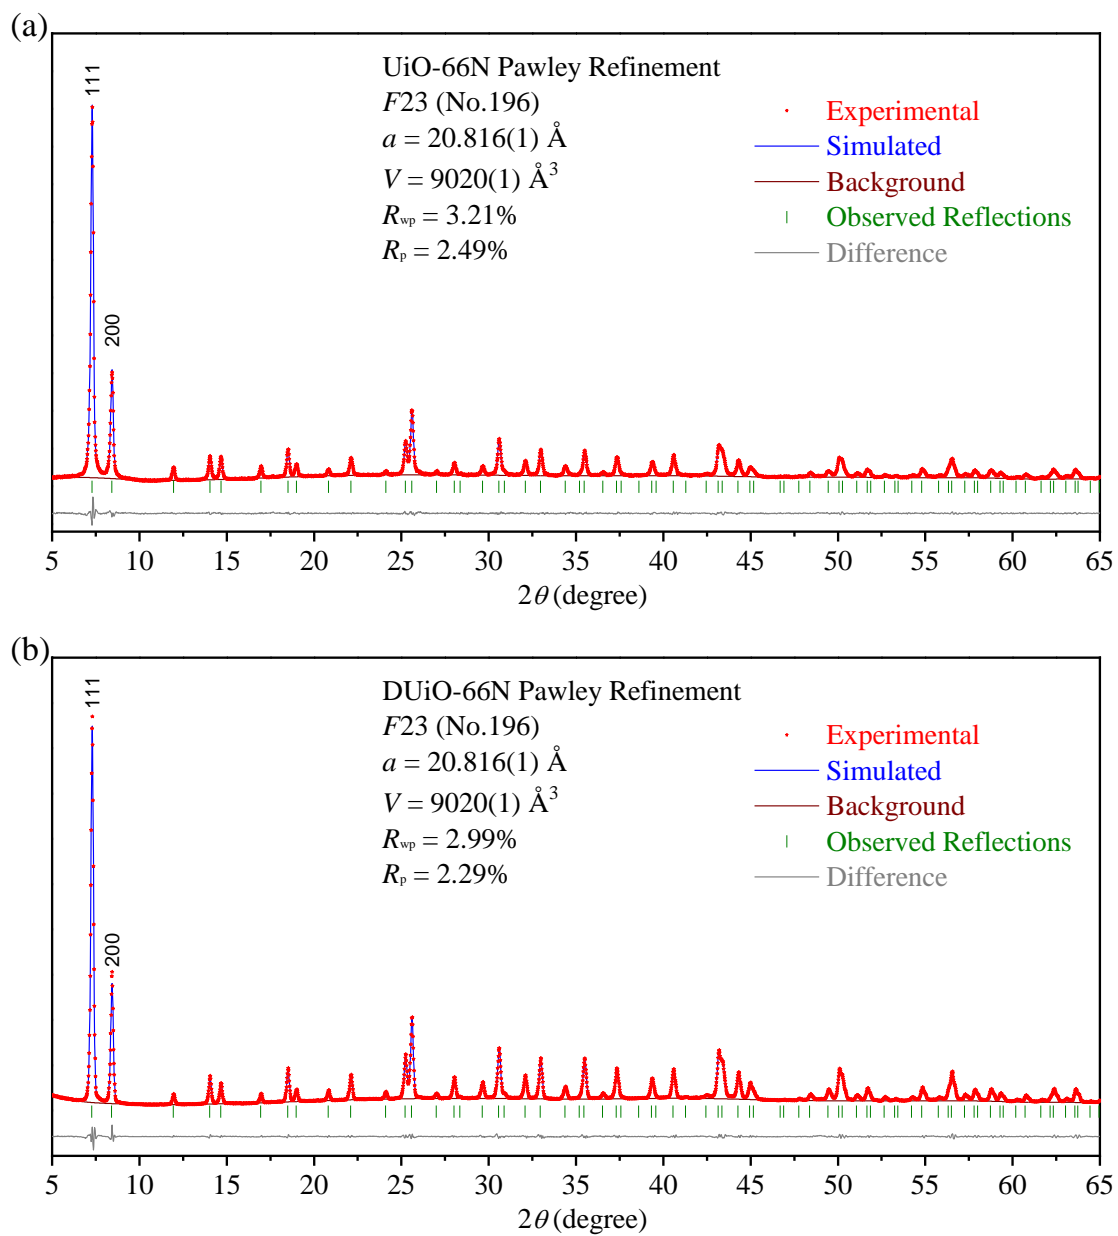 (a)
111
200
UiO-66N Pawley Refinement
F23 (No.196)
a = 20.816(1) Å
V = 9020(1) Å³
Rwp = 3.21%
Rp = 2.49%
Experimental
Simulated
Background
Observed Reflections
Difference
5 10 15 20 25 30 35 40 45 50 55 60 65
2θ (degree)
(b)
111
200
DUiO-66N Pawley Refinement
F23 (No.196)
a = 20.816(1) Å
V = 9020(1) Å³
Rwp = 2.99%
Rp = 2.29%
Experimental
Simulated
Background
Observed Reflections
Difference
5 10 15 20 25 30 35 40 45 50 55 60 65
2θ (degree)